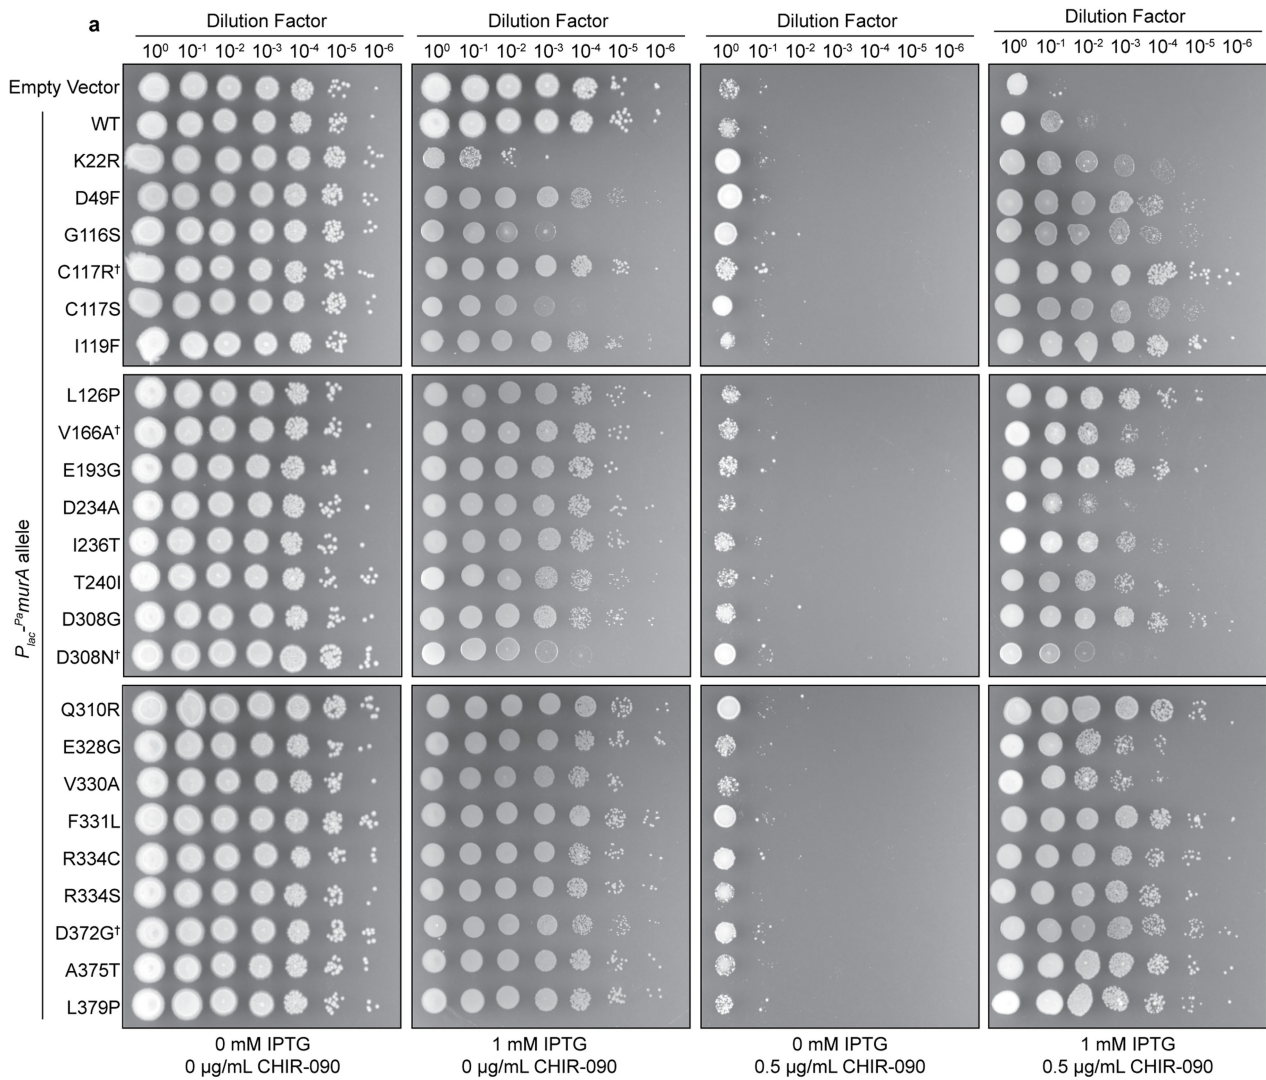 a
Dilution Factor Dilution Factor Dilution Factor Dilution Factor
10⁰ 10⁻¹ 10⁻² 10⁻³ 10⁻⁴ 10⁻⁵ 10⁻⁶ 10⁰ 10⁻¹ 10⁻² 10⁻³ 10⁻⁴ 10⁻⁵ 10⁻⁶ 10⁰ 10⁻¹ 10⁻² 10⁻³ 10⁻⁴ 10⁻⁵ 10⁻⁶ 10⁰ 10⁻¹ 10⁻² 10⁻³ 10⁻⁴ 10⁻⁵ 10⁻⁶
Empty Vector
WT
K22R
D49F
G116S
C117R†
C117S
I119F
L126P
V166A†
E193G
D234A
I236T
T240I
D308G
D308N†
Q310R
E328G
V330A
F331L
R334C
R334S
D372G†
A375T
L379P
Plac-PamurA allele
0 mM IPTG 1 mM IPTG 0 mM IPTG 1 mM IPTG
0 µg/mL CHIR-090 0 µg/mL CHIR-090 0.5 µg/mL CHIR-090 0.5 µg/mL CHIR-090